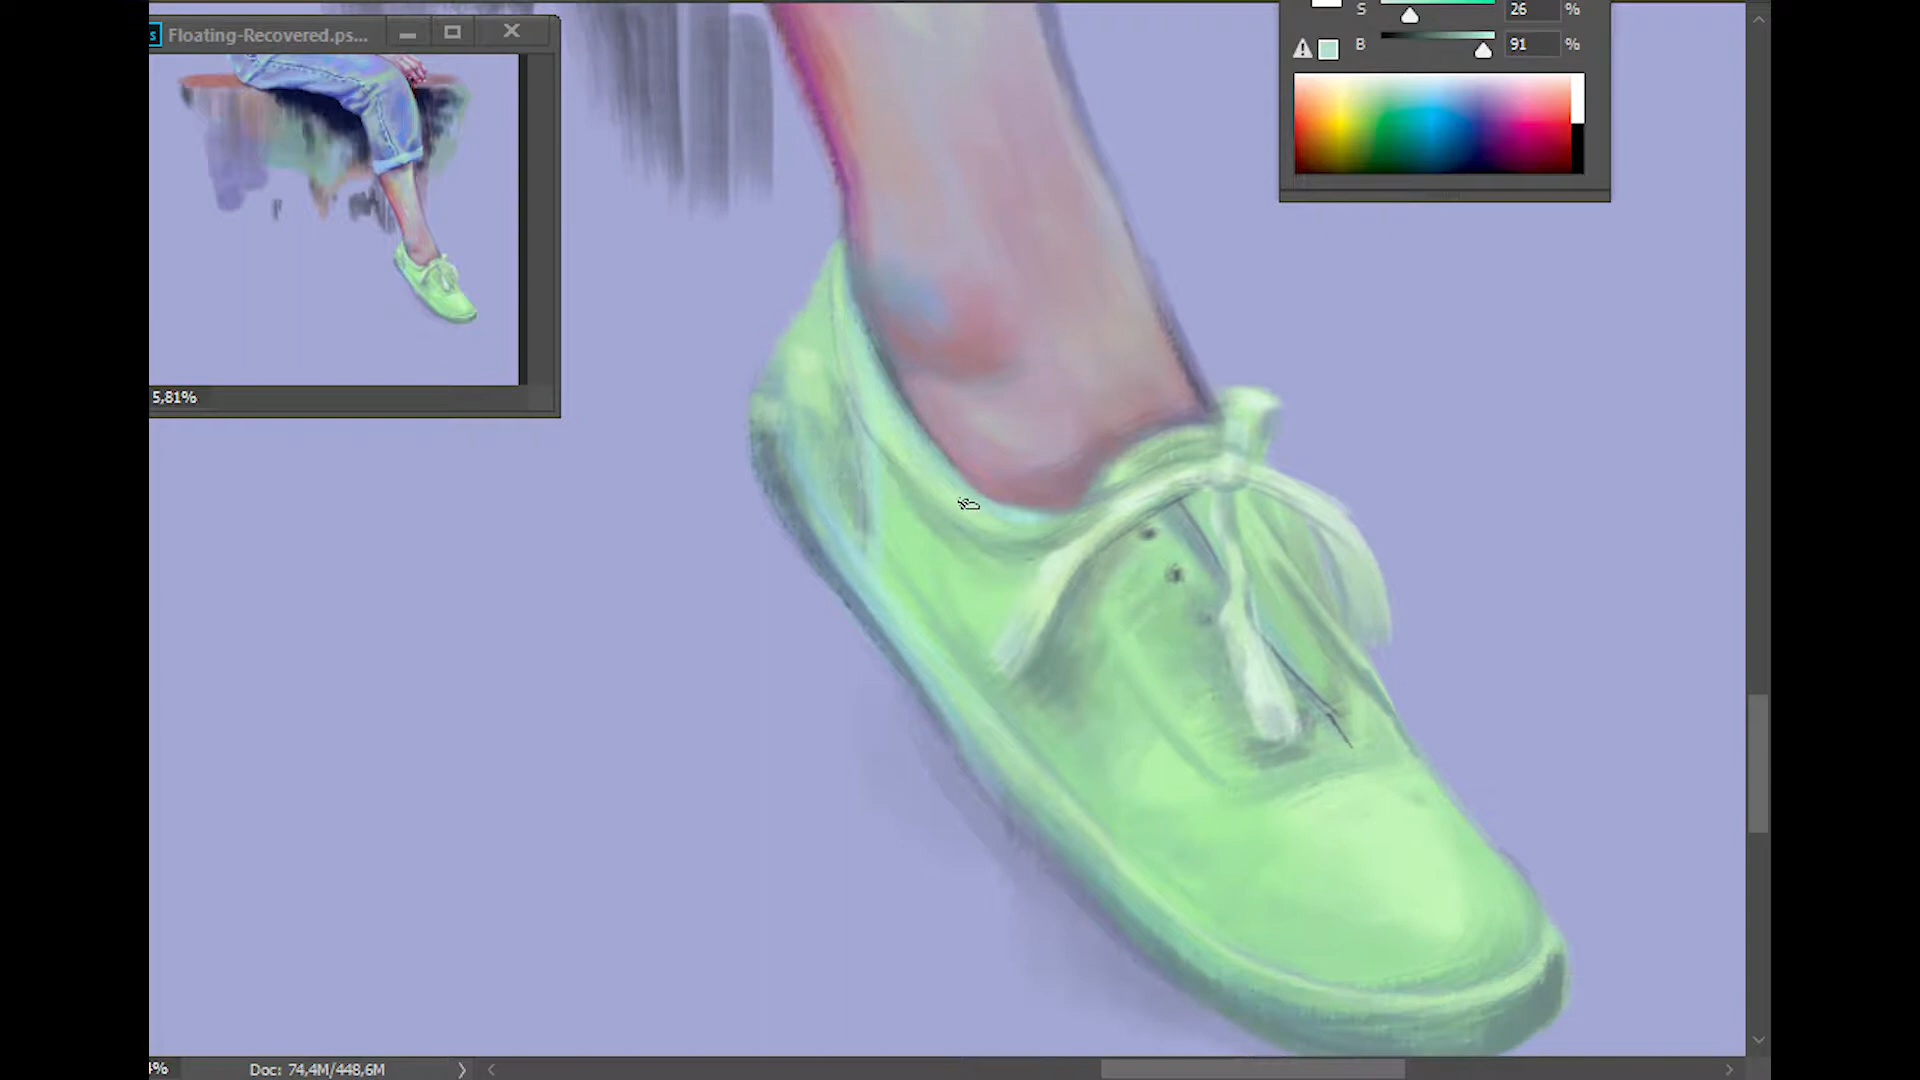 Floating-Recovered.ps...
S 26 %
B 91 %
5,81%
Doc: 74,4M/448,6M